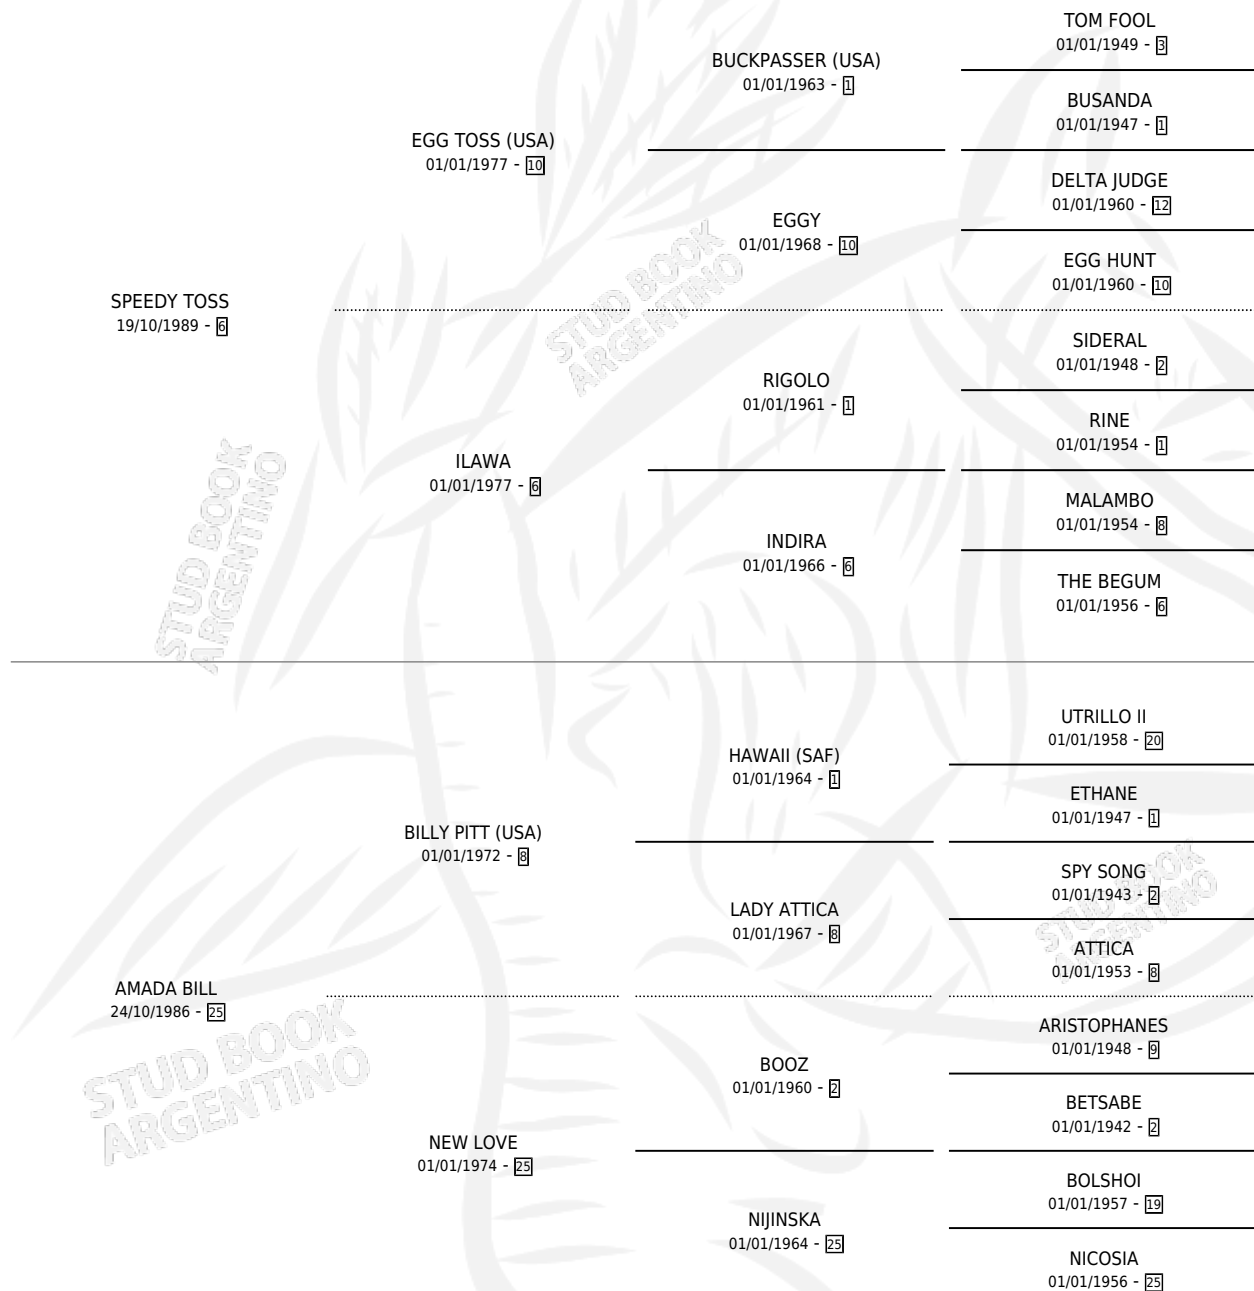 TOM FOOL
01/01/1949 - 3
BUCKPASSER (USA)
01/01/1963 - 1
BUSANDA
01/01/1947 - 1
EGG TOSS (USA)
01/01/1977 - 10
DELTA JUDGE
01/01/1960 - 12
EGGY
01/01/1968 - 10
EGG HUNT
01/01/1960 - 10
SPEEDY TOSS
19/10/1989 - 6
STUD BOOK
ARGENTINO
SIDERAL
01/01/1948 - 2
RIGOLO
01/01/1961 - 1
RINE
01/01/1954 - 1
ILAWA
01/01/1977 - 6
MALAMBO
01/01/1954 - 8
INDIRA
01/01/1966 - 6
THE BEGUM
01/01/1956 - 6
STUD BOOK
ARGENTINO
UTRILLO II
01/01/1958 - 20
HAWAII (SAF)
01/01/1964 - 1
ETHANE
01/01/1947 - 1
BILLY PITT (USA)
01/01/1972 - 8
SPY SONG
01/01/1943 - 2
LADY ATTICA
01/01/1967 - 8
STUD BOOK
ARGENTINO
ATTICA
01/01/1953 - 8
AMADA BILL
24/10/1986 - 25
ARISTOPHANES
01/01/1948 - 9
BOOZ
01/01/1960 - 2
STUD BOOK
ARGENTINO
BETSABE
01/01/1942 - 2
NEW LOVE
01/01/1974 - 25
BOLSHOI
01/01/1957 - 19
NIJINSKA
01/01/1964 - 25
NICOSIA
01/01/1956 - 25